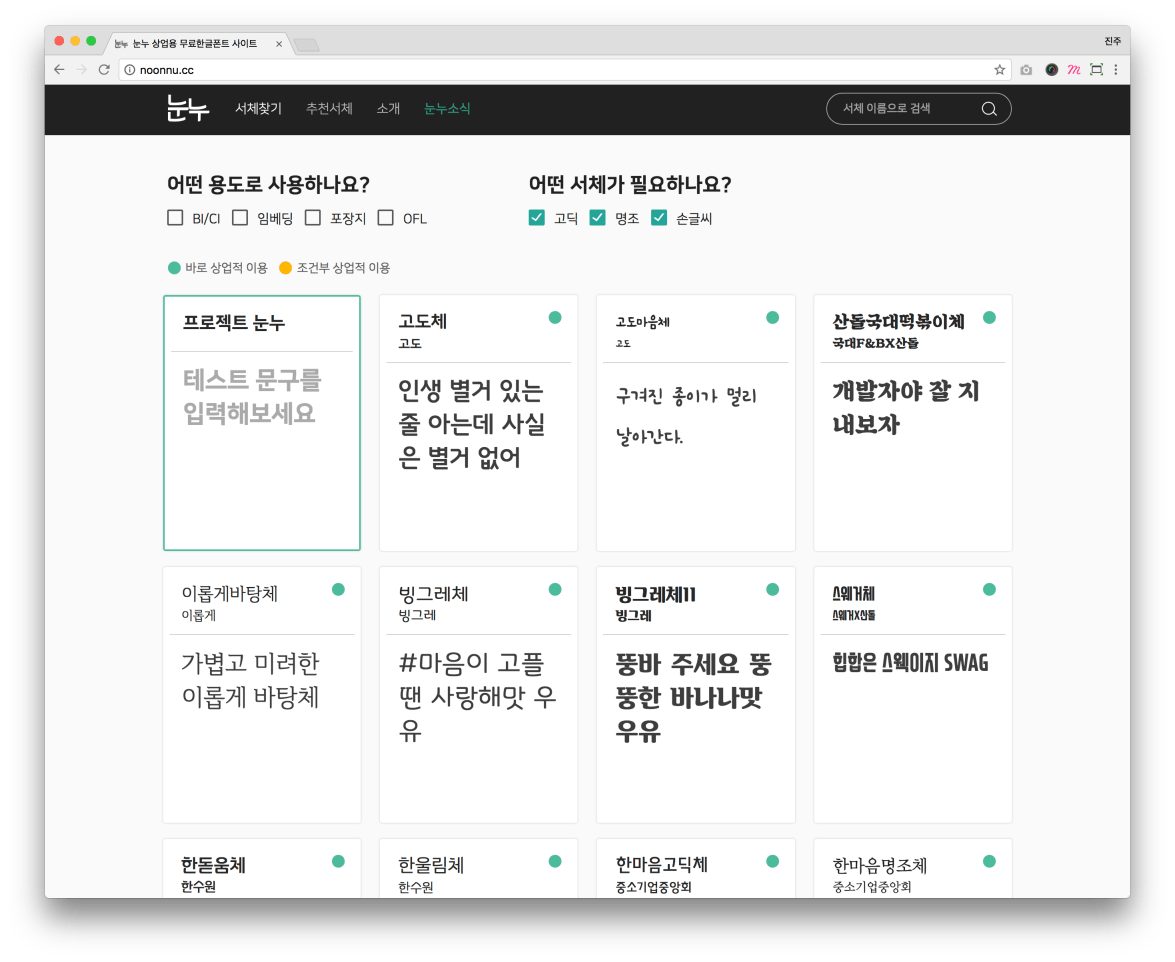 눈누 눈누 상업용 무료한글폰트 사이트
진주
noonnu.cc
눈누 서체찾기 추천서체 소개 눈누소식 서체 이름으로 검색
어떤 용도로 사용하나요?
BI/CI 임베딩 포장지 OFL
어떤 서체가 필요하나요?
고딕 명조 손글씨
바로 상업적 이용 조건부 상업적 이용
프로젝트 눈누
테스트 문구를
입력해보세요
고도체
고도
인생 별거 있는
줄 아는데 사실
은 별거 없어
고도마음체
고도
구겨진 종이가 멀리
날아간다.
산돌국대떡볶이체
국대F&BX산돌
개발자야 잘 지
내보자
이롭게바탕체
이롭게
가볍고 미려한
이롭게 바탕체
빙그레체
빙그레
#마음이 고플
땐 사랑해맛 우
유
빙그레체II
빙그레
뚱바 주세요 뚱
뚱한 바나나맛
우유
스웨거체
스웨거X산돌
힙합은 스웩이지 SWAG
한돋움체
한수원
한울림체
한수원
한마음고딕체
중소기업중앙회
한마음명조체
중소기업중앙회